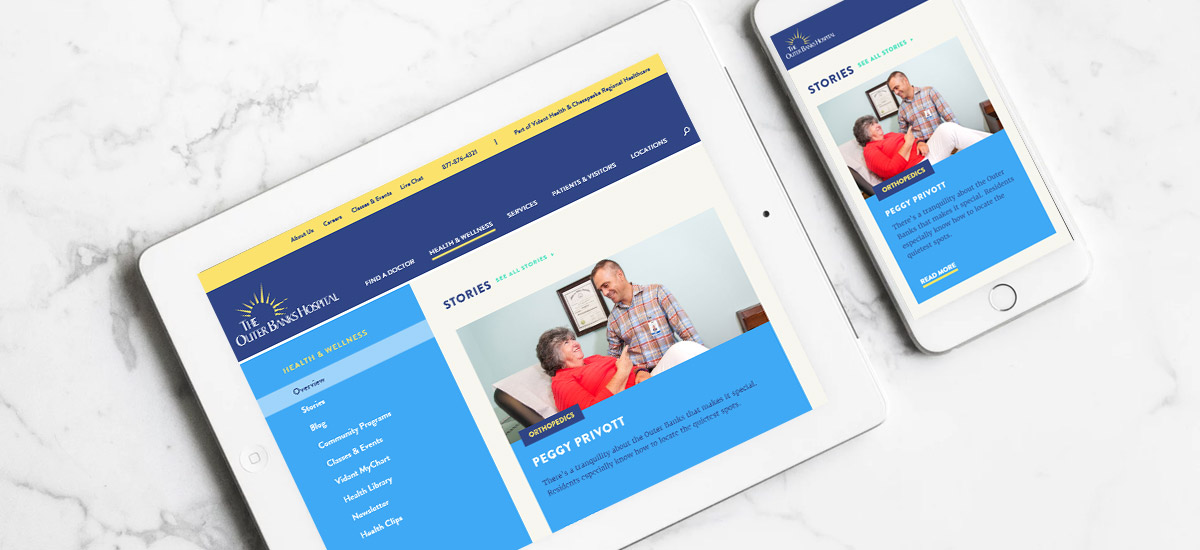 About Us
Careers
Classes & Events
Live Chat
877-876-4321
|
Part of Vidant Health & Chesapeake Regional Healthcare
THE
OUTER BANKS HOSPITAL
FIND A DOCTOR
HEALTH & WELLNESS
SERVICES
PATIENTS & VISITORS
LOCATIONS
HEALTH & WELLNESS
Overview
Stories
Blog
Community Programs
Classes & Events
Vidant MyChart
Health Library
Newsletter
Health Clips
STORIES SEE ALL STORIES
ORTHOPEDICS
PEGGY PRIVOTT
There's a tranquility about the Outer Banks that makes it special.
Residents especially know how to locate the quietest spots.
THE
OUTER BANKS HOSPITAL
STORIES SEE ALL STORIES
ORTHOPEDICS
PEGGY PRIVOTT
There's a tranquility about the Outer
Banks that makes it special. Residents
especially know how to locate the
quietest spots.
READ MORE